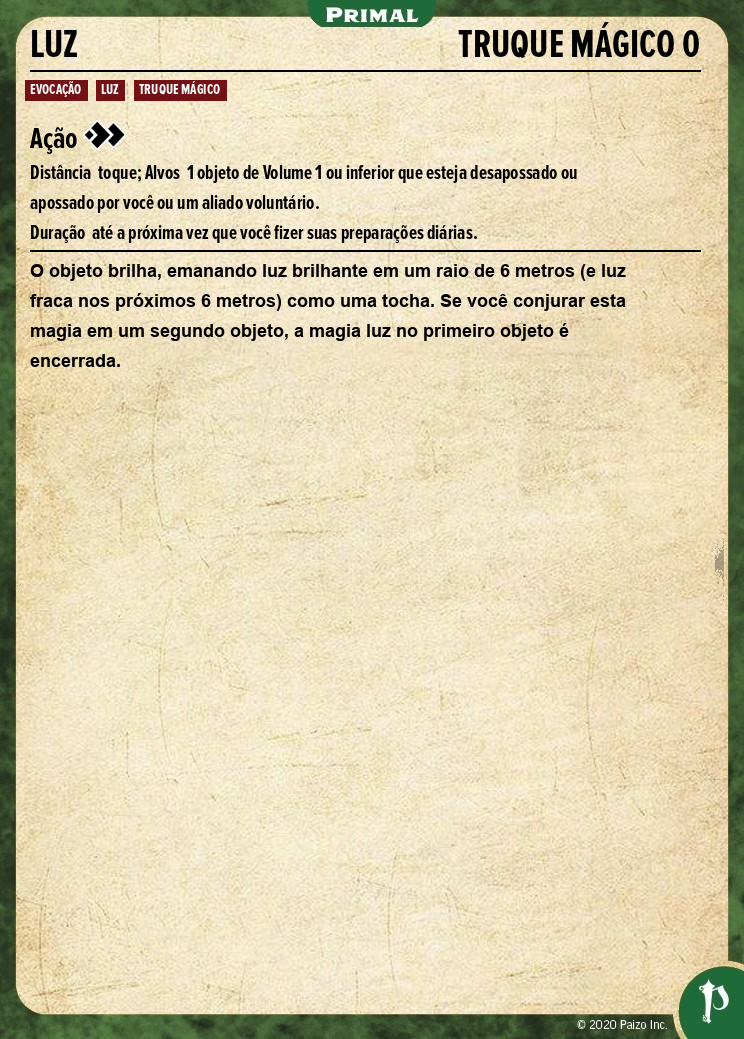 PRIMAL
LUZ TRUQUE MÁGICO 0
EVOCAÇÃO LUZ TRUQUE MÁGICO
Ação
Distância toque; Alvos 1 objeto de Volume 1 ou inferior que esteja desapossado ou
apossado por você ou um aliado voluntário.
Duração até a próxima vez que você fizer suas preparações diárias.
O objeto brilha, emanando luz brilhante em um raio de 6 metros (e luz
fraca nos próximos 6 metros) como uma tocha. Se você conjurar esta
magia em um segundo objeto, a magia luz no primeiro objeto é
encerrada.
© 2020 Paizo Inc.
P